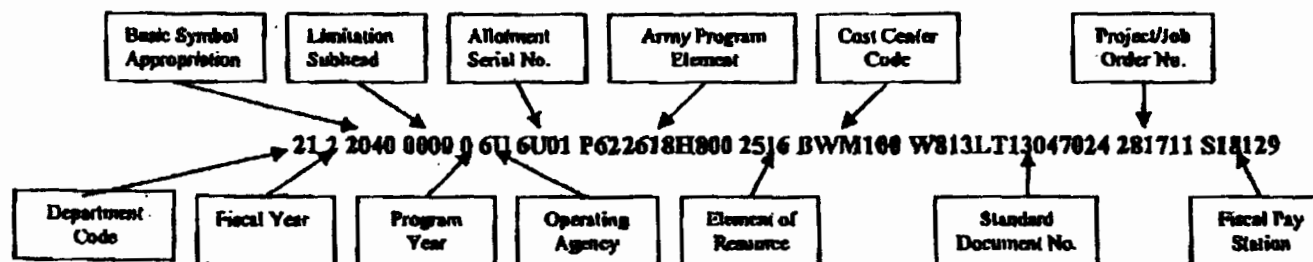 Basic Symbol
Appropriation
Limitation
Subhead
Allotment
Serial No.
Army Program
Element
Cost Center
Code
Project/Job
Order No.
21 2 2040 0000 0 6U 6U01 P622618H800 2516 BWM100 W813LT13047024 281711 S18129
Department
Code
Fiscal Year
Program
Year
Operating
Agency
Element of
Resource
Standard
Document No.
Fiscal Pay
Station